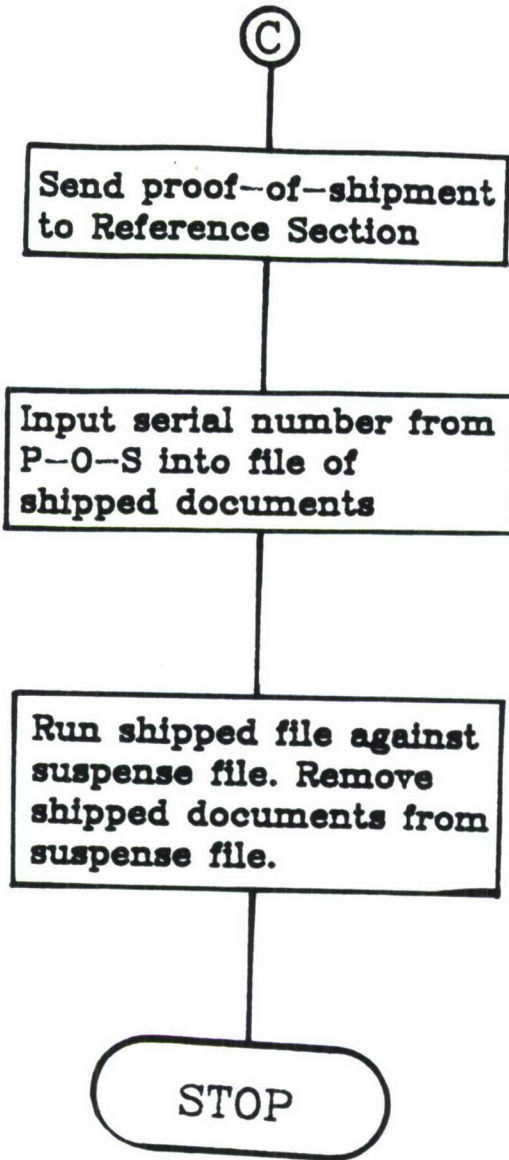 C
Send proof-of-shipment
to Reference Section
Input serial number from
P-O-S into file of
shipped documents
Run shipped file against
suspense file. Remove
shipped documents from
suspense file.
STOP